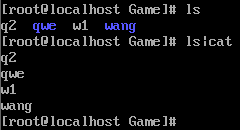 [root@localhost Game]# ls
q2  qwe  w1  wang
[root@localhost Game]# ls|cat
q2
qwe
w1
wang
[root@localhost Game]#